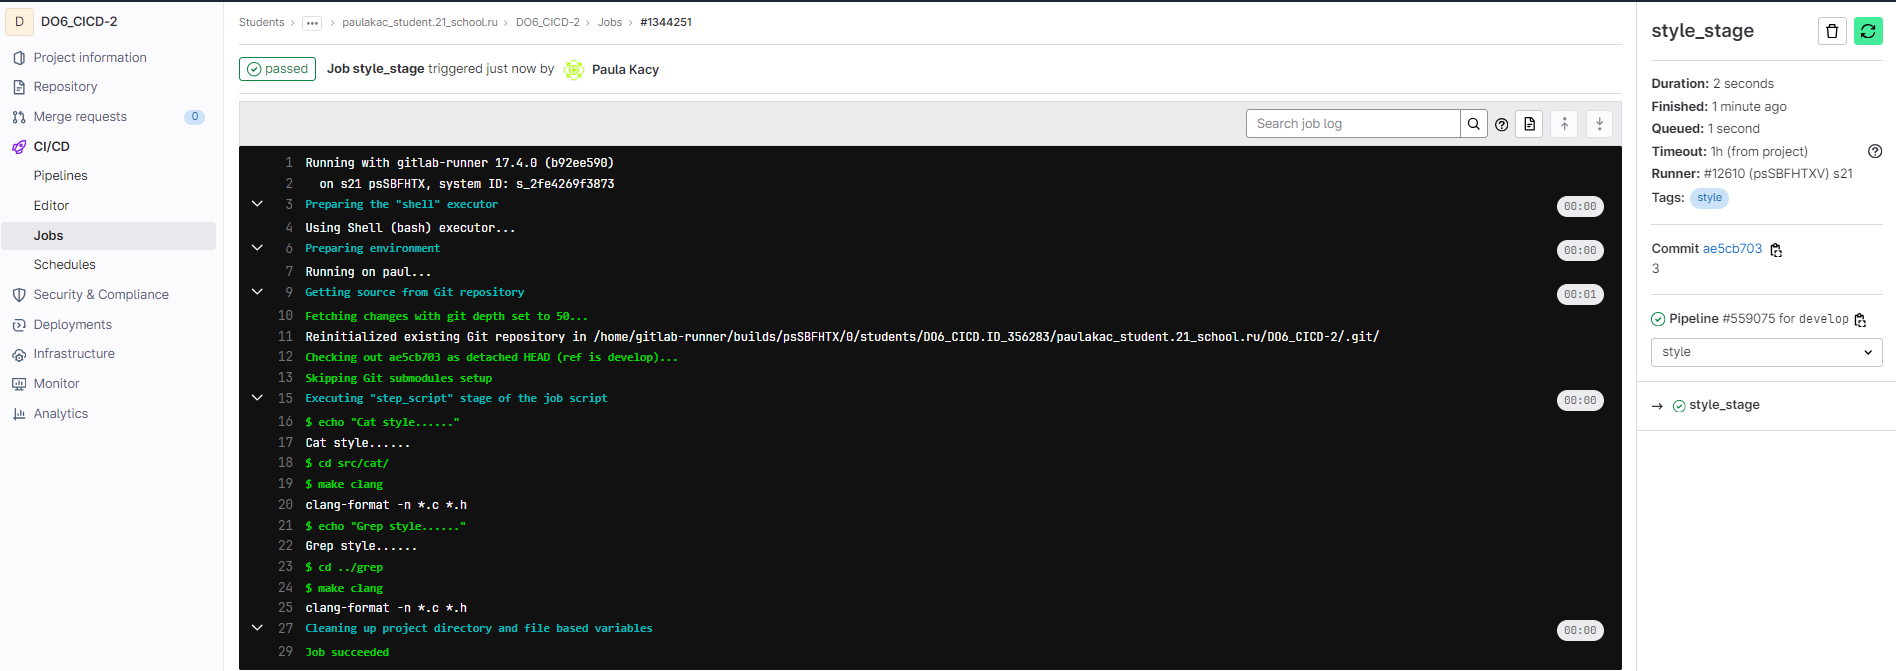 D DO6_CICD-2
Project information
Repository
Merge requests 0
CI/CD
Pipelines
Editor
Jobs
Schedules
Security & Compliance
Deployments
Infrastructure
Monitor
Analytics
Students › ... › paulakac_student.21_school.ru › DO6_CICD-2 › Jobs › #1344251
passed Job style_stage triggered just now by Paula Kacy
Search job log
1 Running with gitlab-runner 17.4.0 (b92ee590)
2 on s21 psSBFHTX, system ID: s_2fe4269f3873
3 Preparing the "shell" executor 00:00
4 Using Shell (bash) executor...
6 Preparing environment 00:00
7 Running on paul...
9 Getting source from Git repository 00:01
10 Fetching changes with git depth set to 50...
11 Reinitialized existing Git repository in /home/gitlab-runner/builds/psSBFHTX/0/students/DO6_CICD.ID_356283/paulakac_student.21_school.ru/DO6_CICD-2/.git/
12 Checking out ae5cb703 as detached HEAD (ref is develop)...
13 Skipping Git submodules setup
15 Executing "step_script" stage of the job script 00:00
16 $ echo "Cat style......"
17 Cat style......
18 $ cd src/cat/
19 $ make clang
20 clang-format -n *.c *.h
21 $ echo "Grep style......"
22 Grep style......
23 $ cd ../grep
24 $ make clang
25 clang-format -n *.c *.h
27 Cleaning up project directory and file based variables 00:00
29 Job succeeded
style_stage
Duration: 2 seconds
Finished: 1 minute ago
Queued: 1 second
Timeout: 1h (from project)
Runner: #12610 (psSBFHTXV) s21
Tags: style
Commit ae5cb703
3
Pipeline #559075 for develop
style
→ style_stage